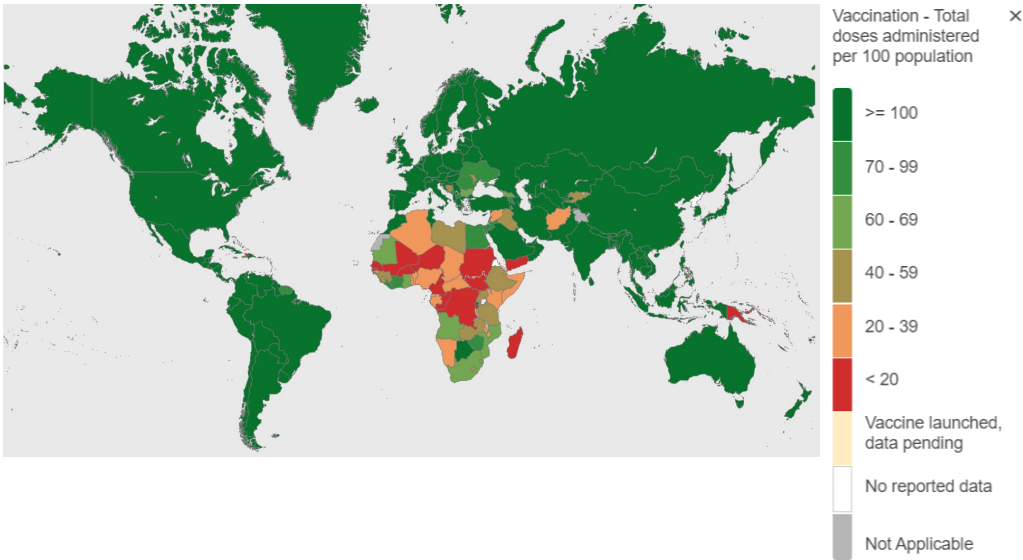 Vaccination - Total
doses administered
per 100 population
>= 100
70 - 99
60 - 69
40 - 59
20 - 39
< 20
Vaccine launched,
data pending
No reported data
Not Applicable